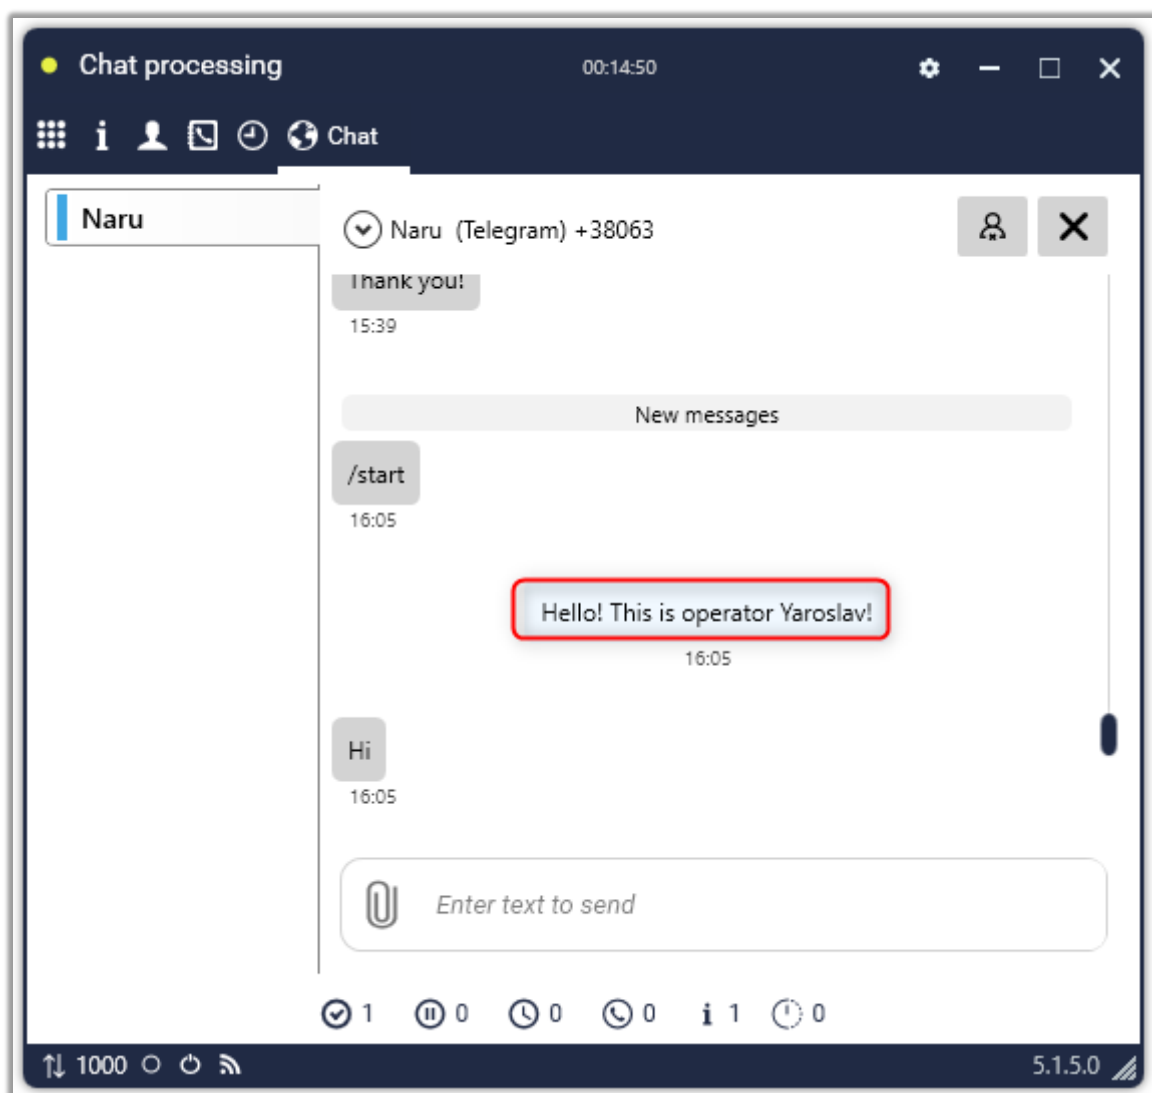 Chat processing
00:14:50
Chat
Naru
Naru (Telegram) +38063
Thank you!
15:39
New messages
/start
16:05
Hello! This is operator Yaroslav!
16:05
Hi
16:05
Enter text to send
1 0 0 0 1 0
1000
5.1.5.0